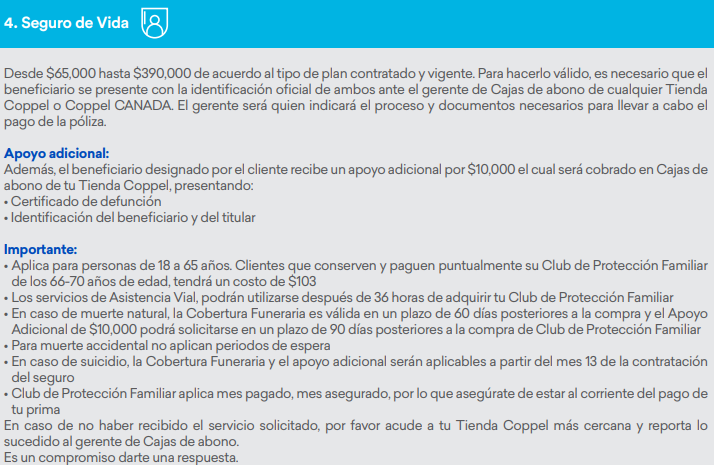 4. Seguro de Vida
Desde $65,000 hasta $390,000 de acuerdo al tipo de plan contratado y vigente. Para hacerlo válido, es necesario que el
beneficiario se presente con la identificación oficial de ambos ante el gerente de Cajas de abono de cualquier Tienda
Coppel o Coppel CANADA. El gerente será quien indicará el proceso y documentos necesarios para llevar a cabo el
pago de la póliza.
Apoyo adicional:
Además, el beneficiario designado por el cliente recibe un apoyo adicional por $10,000 el cual será cobrado en Cajas de
abono de tu Tienda Coppel, presentando:
• Certificado de defunción
• Identificación del beneficiario y del titular
Importante:
• Aplica para personas de 18 a 65 años. Clientes que conserven y paguen puntualmente su Club de Protección Familiar
de los 66-70 años de edad, tendrá un costo de $103
• Los servicios de Asistencia Vial, podrán utilizarse después de 36 horas de adquirir tu Club de Protección Familiar
• En caso de muerte natural, la Cobertura Funeraria es válida en un plazo de 60 días posteriores a la compra y el Apoyo
Adicional de $10,000 podrá solicitarse en un plazo de 90 días posteriores a la compra de Club de Protección Familiar
• Para muerte accidental no aplican periodos de espera
• En caso de suicidio, la Cobertura Funeraria y el apoyo adicional serán aplicables a partir del mes 13 de la contratación
del seguro
• Club de Protección Familiar aplica mes pagado, mes asegurado, por lo que asegúrate de estar al corriente del pago de
tu prima
En caso de no haber recibido el servicio solicitado, por favor acude a tu Tienda Coppel más cercana y reporta lo
sucedido al gerente de Cajas de abono.
Es un compromiso darte una respuesta.